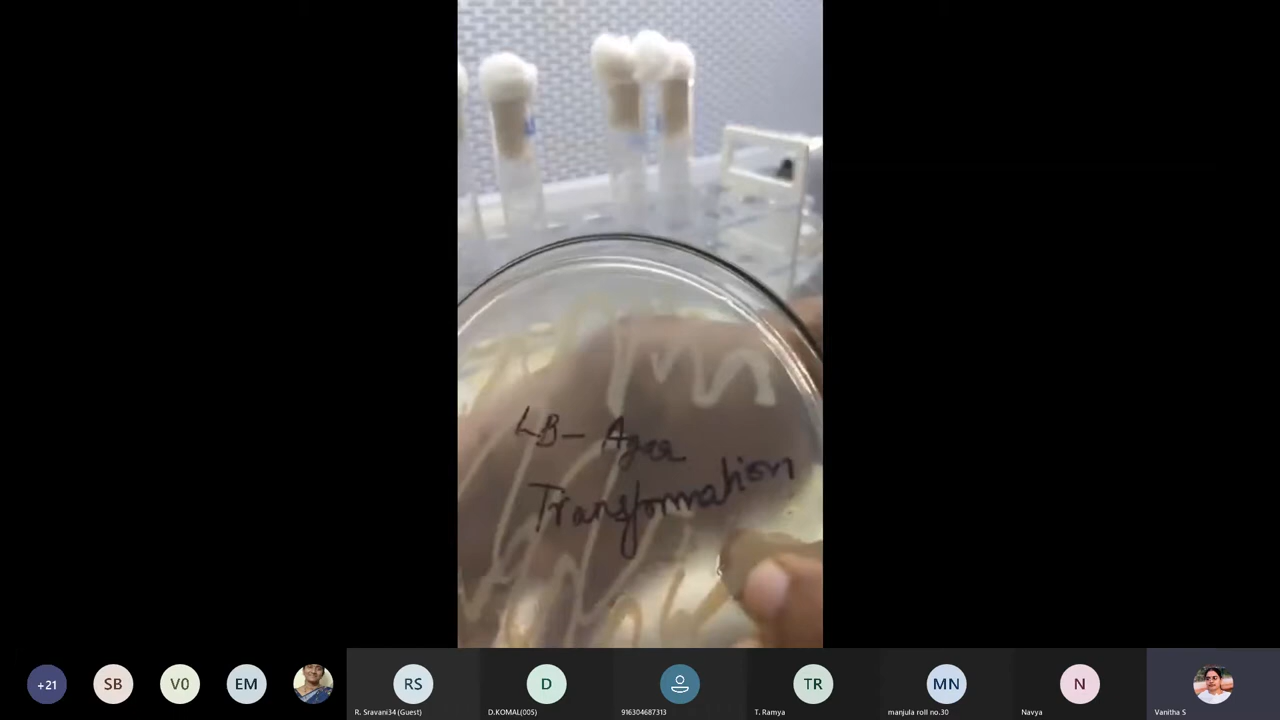 LB - Agar
Transformation
+21
SB
V0
EM
RS
R. Sravani34 (Guest)
D
D.KOMAL(005)
916304687313
TR
T. Ramya
MN
manjula roll no.30
N
Navya
Vanitha S